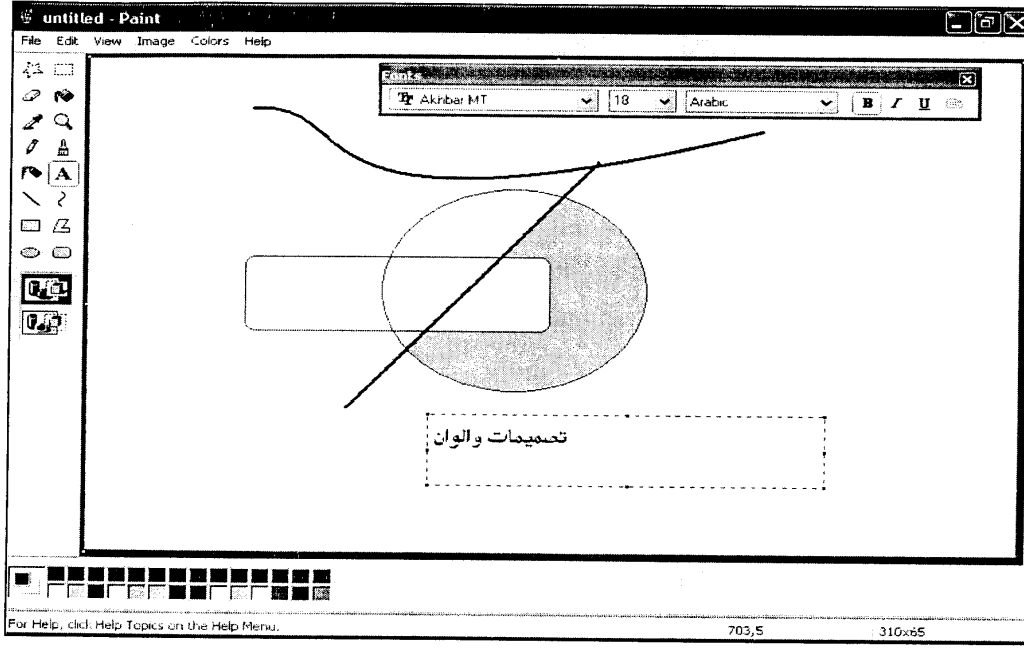 untitled - Paint
File Edit View Image Colors Help
Fonts
Akhbar MT 18 Arabic B I U
A
تصميمات والوان
For Help, click Help Topics on the Help Menu. 703,5 310x65